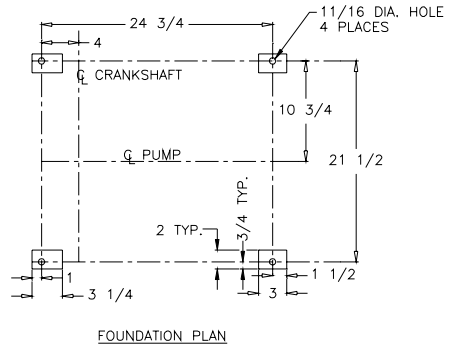 24 3/4
11/16 DIA. HOLE
4 PLACES
4
℄ CRANKSHAFT
10 3/4
℄ PUMP
21 1/2
3/4 TYP.
2 TYP.
1
1 1/2
3 1/4
3
FOUNDATION PLAN